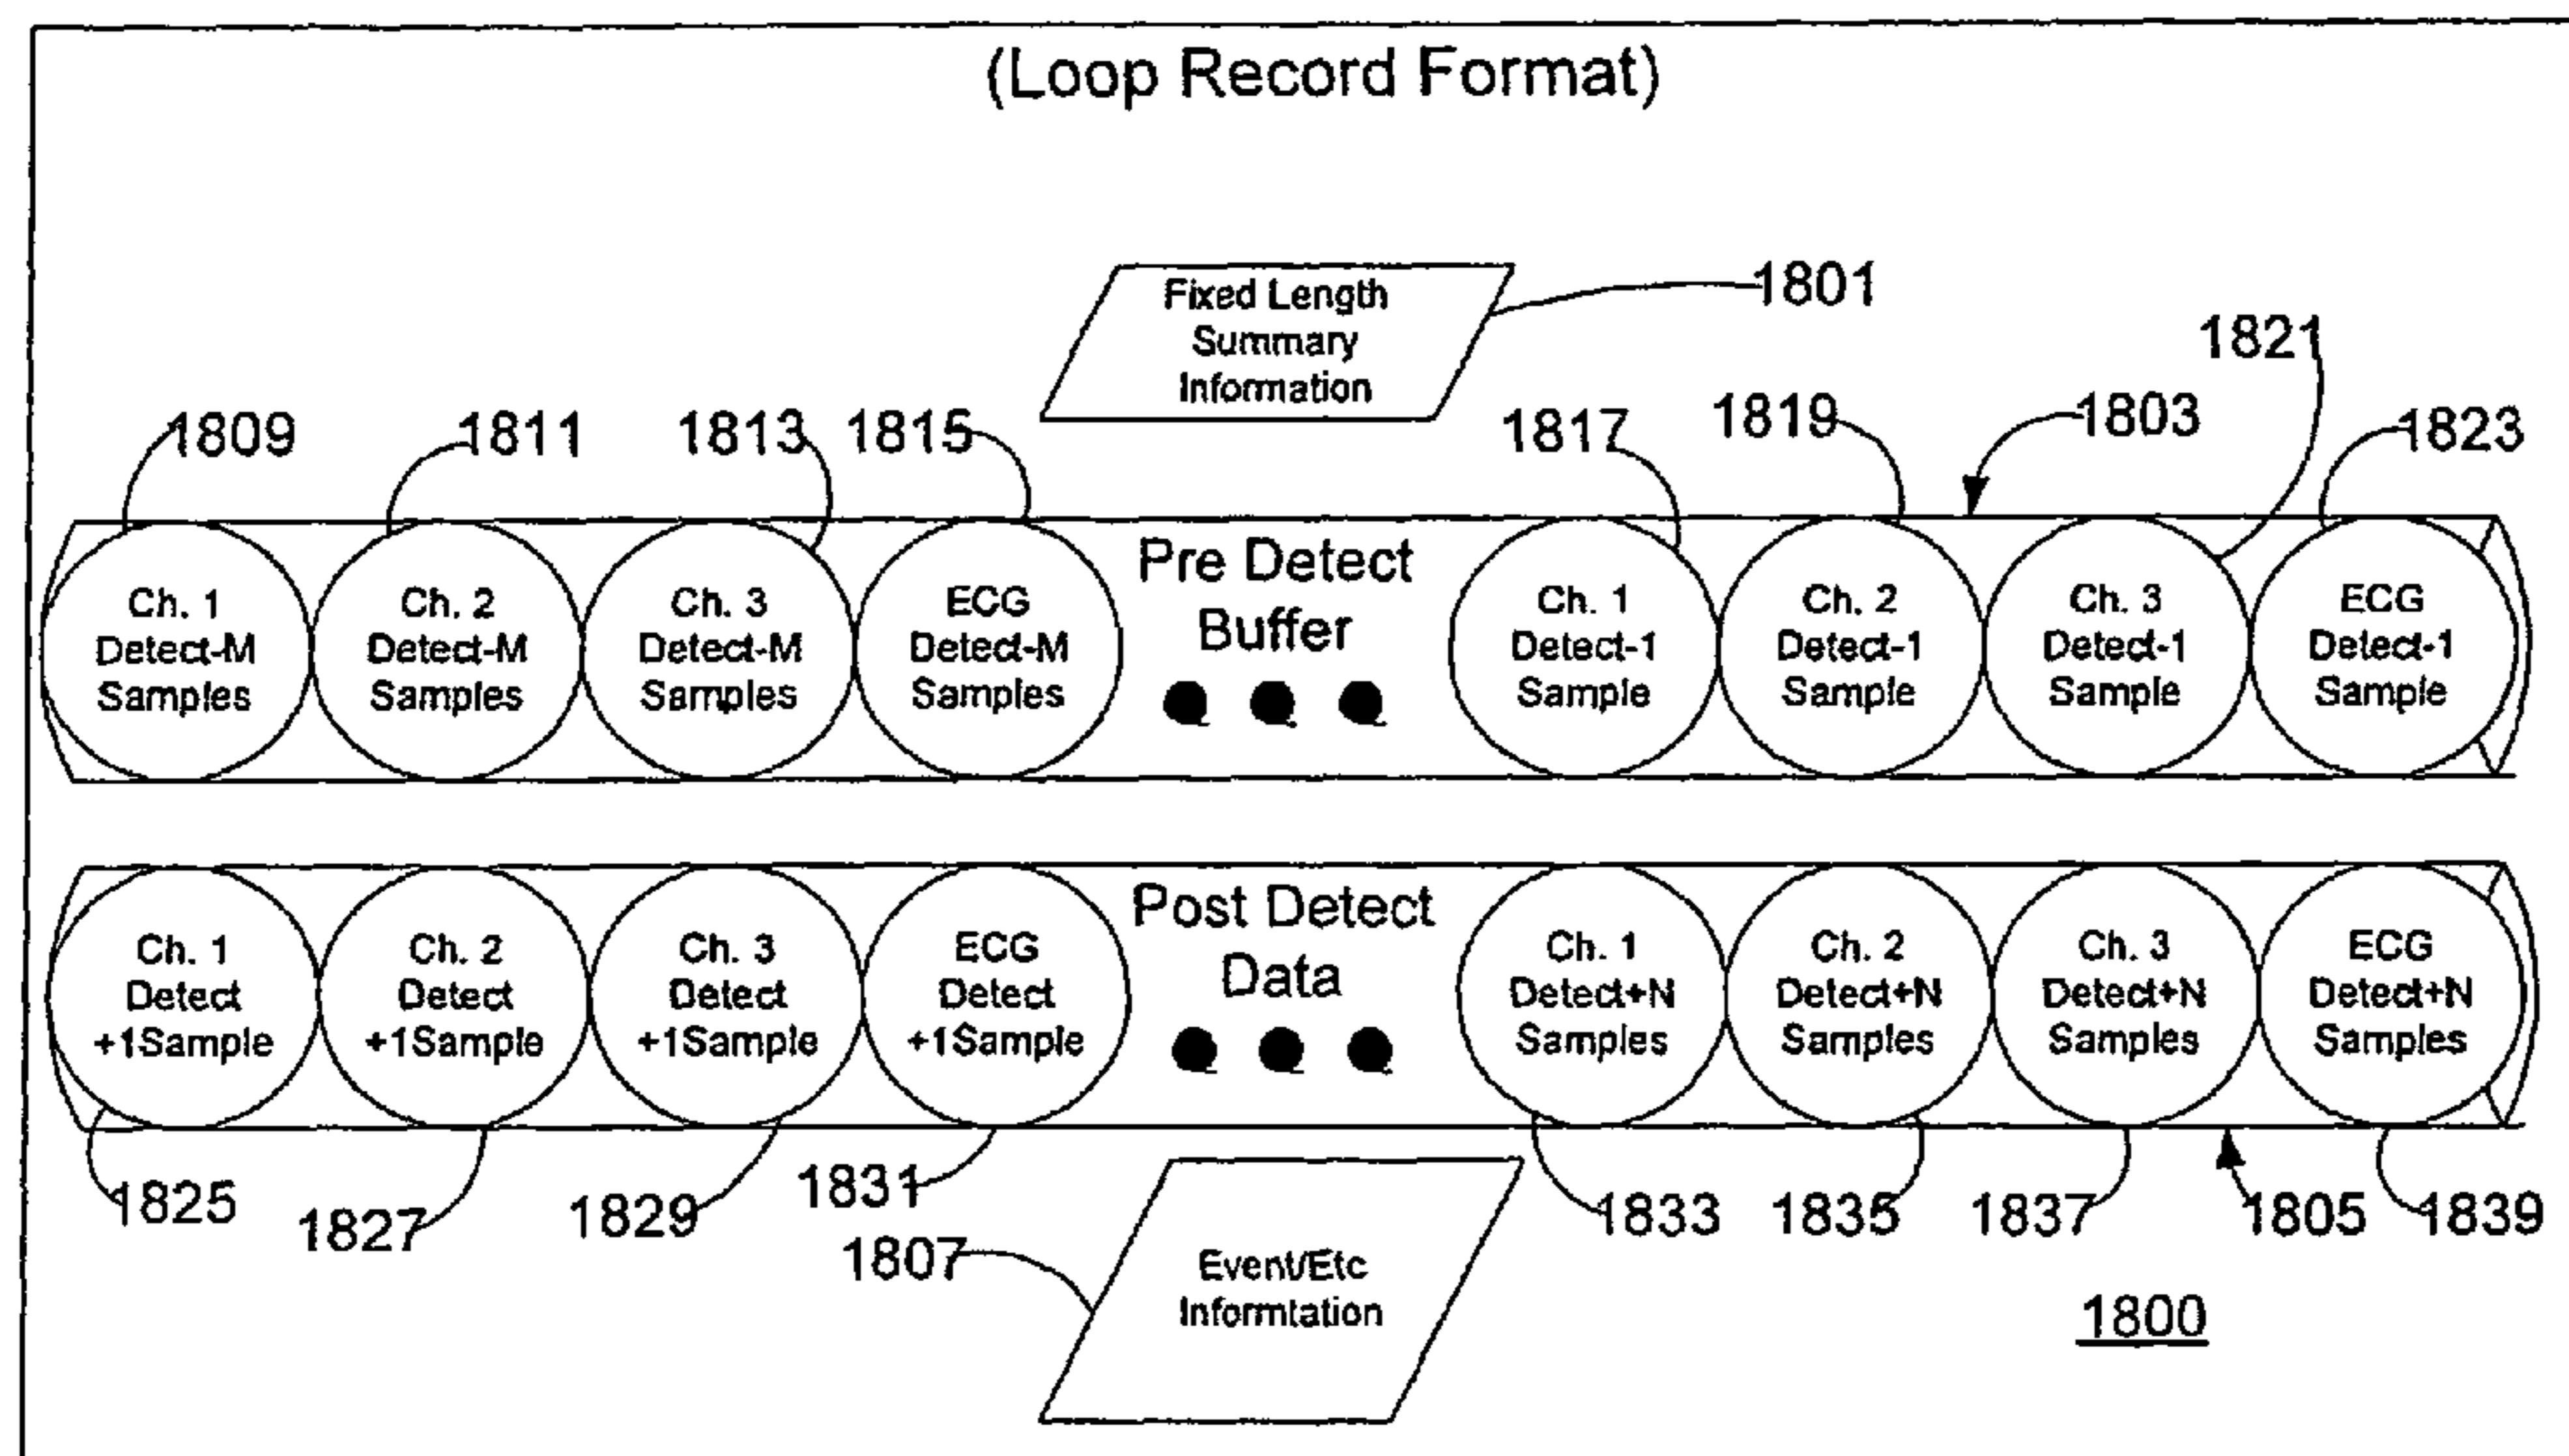 (Loop Record Format)
Fixed Length
Summary
Information
1801
1821
1809
1811
1813
1815
1817
1819
1803
1823
Ch. 1
Detect-M
Samples
Ch. 2
Detect-M
Samples
Ch. 3
Detect-M
Samples
ECG
Detect-M
Samples
Pre Detect
Buffer
Ch. 1
Detect-1
Sample
Ch. 2
Detect-1
Sample
Ch. 3
Detect-1
Sample
ECG
Detect-1
Sample
Ch. 1
Detect
+1Sample
Ch. 2
Detect
+1Sample
Ch. 3
Detect
+1Sample
ECG
Detect
+1Sample
Post Detect
Data
Ch. 1
Detect+N
Samples
Ch. 2
Detect+N
Samples
Ch. 3
Detect+N
Samples
ECG
Detect+N
Samples
1825
1827
1829
1831
1833
1835
1837
1805
1839
1807
Event/Etc
Informtation
1800